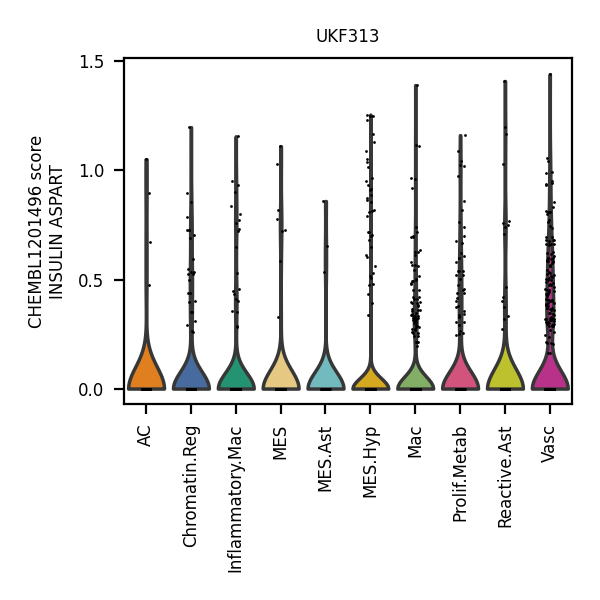 UKF313
CHEMBL1201496 score
INSULIN ASPART
1.5
1.0
0.5
0.0
AC
Chromatin.Reg
Inflammatory.Mac
MES
MES.Ast
MES.Hyp
Mac
Prolif.Metab
Reactive.Ast
Vasc